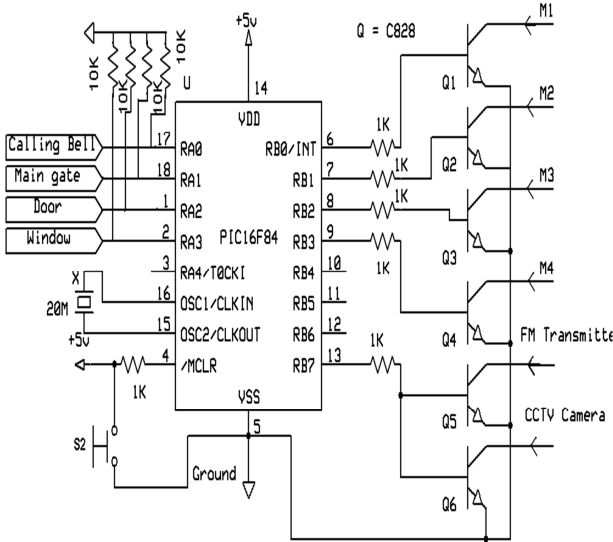 +5v
M1
Q = C828
10K
10K
10K
10K
U
14
VDD
Q1
M2
1K
Calling Bell
17
RA0
RB0/INT
6
Main gate
18
RA1
RB1
7
1K
Q2
Door
1
RA2
RB2
8
1K
M3
Window
2
RA3
PIC16F84
RB3
9
Q3
3
RA4/TOCKI
RB4
10
1K
M4
X
16
OSC1/CLKIN
RB5
11
20M
15
OSC2/CLKOUT
RB6
12
Q4
FM Transmitte
+5v
4
/MCLR
RB7
13
1K
1K
VSS
5
Q5
CCTV Camera
S2
Ground
Q6